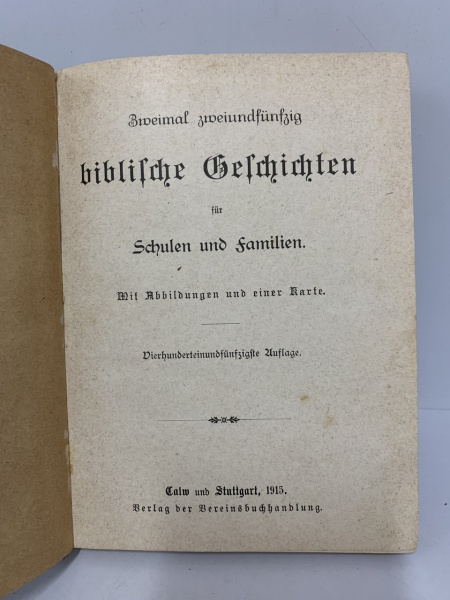 Zweimal zweiundfünfzig
biblische Geschichten
für
Schulen und Familien.
Mit Abbildungen und einer Karte.
Vierhunderteinundfünfzigste Auflage.
Calw und Stuttgart, 1915.
Verlag der Vereinsbuchhandlung.